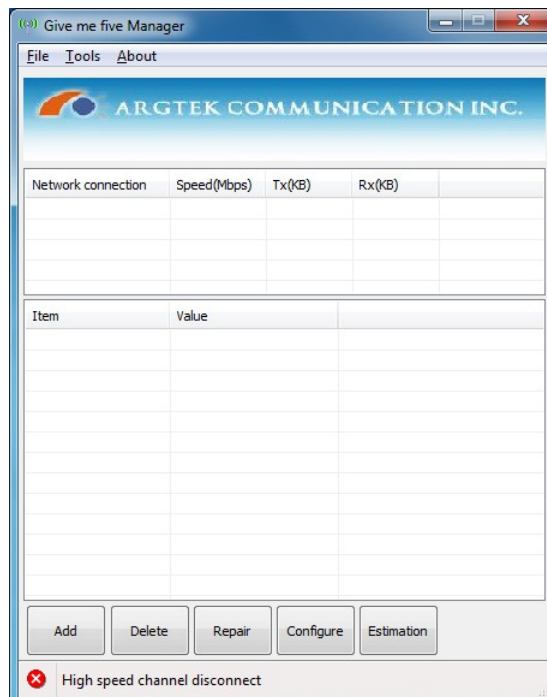 Give me five Manager
File Tools About
ARGTEK COMMUNICATION INC.
Network connection Speed(Mbps) Tx(KB) Rx(KB)
Item Value
Add Delete Repair Configure Estimation
High speed channel disconnect